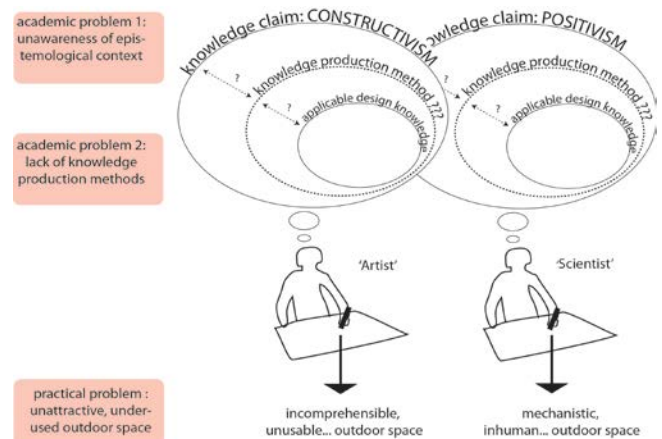 academic problem 1:
unawareness of epis-
temological context
knowledge claim: CONSTRUCTIVISM
?
knowledge production method ???
?
applicable design knowledge
knowledge claim: POSITIVISM
?
knowledge production method ???
?
applicable design knowledge
academic problem 2:
lack of knowledge
production methods
'Artist'
'Scientist'
practical problem :
unattractive, under-
used outdoor space
incomprehensible,
unusable... outdoor space
mechanistic,
inhuman... outdoor space